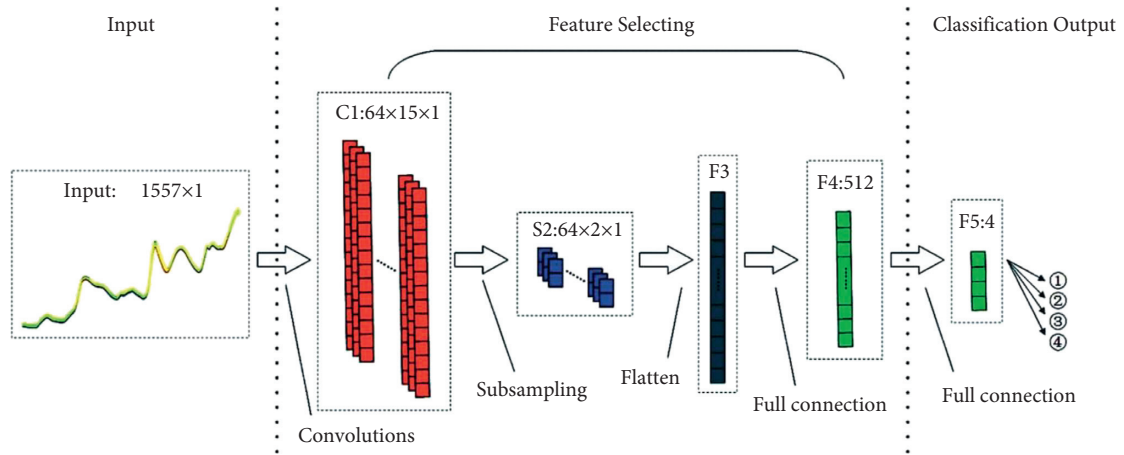 Input
Feature Selecting
Classification Output
Input: 1557×1
C1:64×15×1
S2:64×2×1
F3
F4:512
F5:4
①
②
③
④
Convolutions
Subsampling
Flatten
Full connection
Full connection